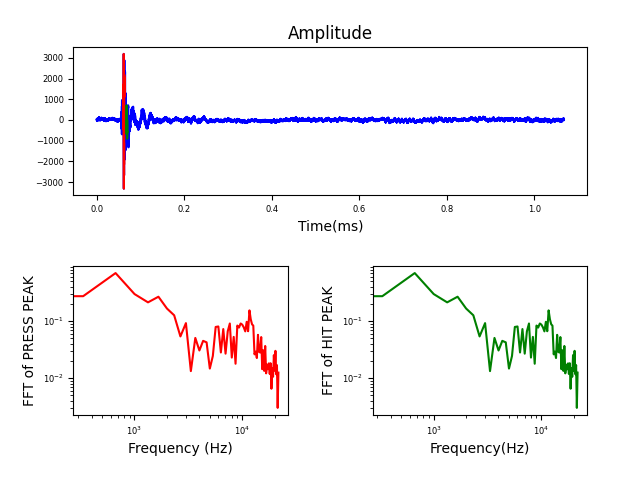 Amplitude
3000
2000
1000
0
−1000
−2000
−3000
0.0 0.2 0.4 0.6 0.8 1.0
Time(ms)
FFT of PRESS PEAK
10⁻¹
10⁻²
10³ 10⁴
Frequency (Hz)
FFT of HIT PEAK
10⁻¹
10⁻²
10³ 10⁴
Frequency(Hz)